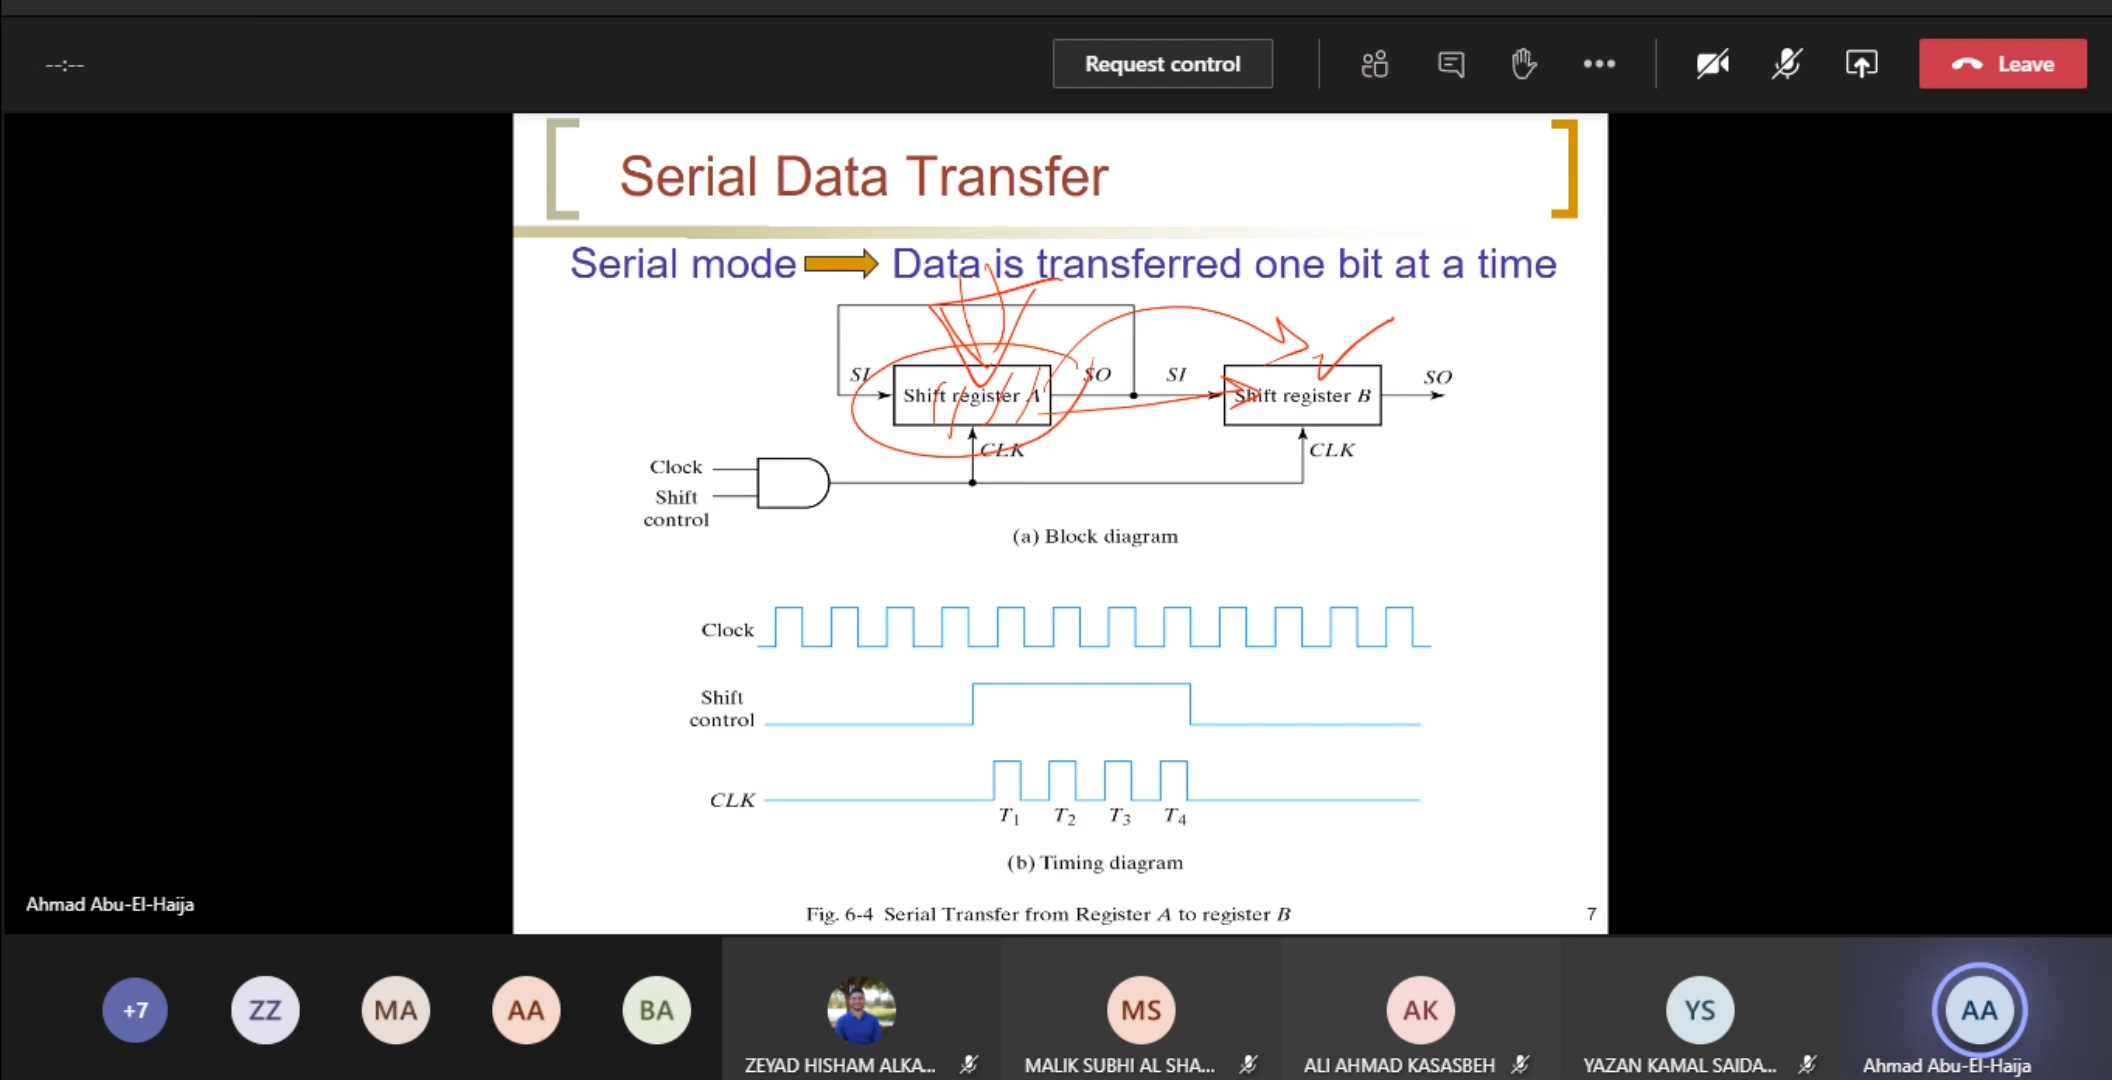 --:--
Request control
Leave
Serial Data Transfer
Serial mode Data is transferred one bit at a time
SI
Shift register A
SO
SI
Shift register B
SO
CLK
CLK
Clock
Shift
control
(a) Block diagram
Clock
Shift
control
CLK
T1 T2 T3 T4
(b) Timing diagram
Fig. 6-4 Serial Transfer from Register A to register B
7
Ahmad Abu-El-Haija
+7
ZZ
MA
AA
BA
MS
AK
YS
AA
ZEYAD HISHAM ALKA...
MALIK SUBHI AL SHA...
ALI AHMAD KASASBEH
YAZAN KAMAL SAIDA...
Ahmad Abu-El-Haija